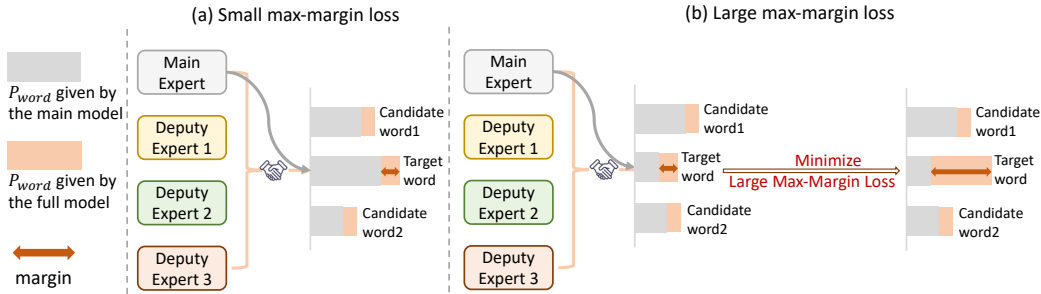 (a) Small max-margin loss
(b) Large max-margin loss
P_word given by
the main model
P_word given by
the full model
margin
Main
Expert
Deputy
Expert 1
Deputy
Expert 2
Deputy
Expert 3
Candidate
word1
Target
word
Candidate
word2
Main
Expert
Deputy
Expert 1
Deputy
Expert 2
Deputy
Expert 3
Candidate
word1
Target
word
Candidate
word2
Minimize
Large Max-Margin Loss
Candidate
word1
Target
word
Candidate
word2